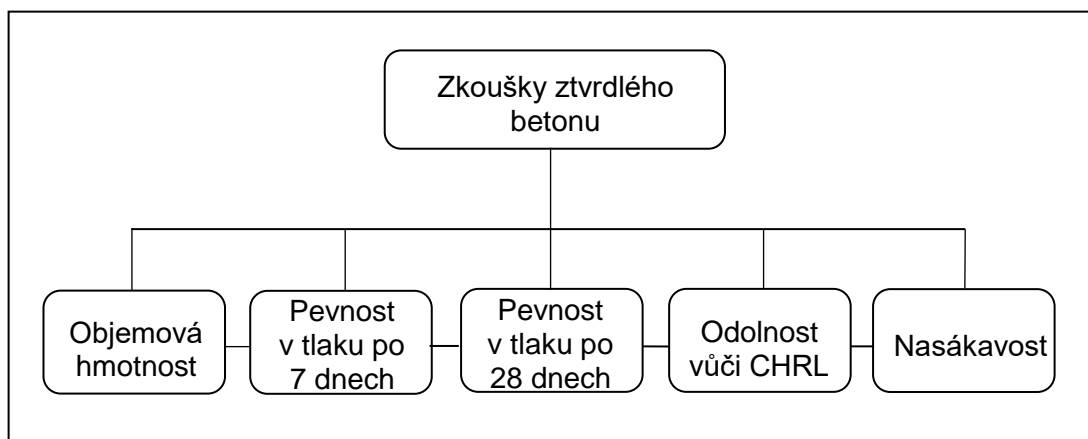 Zkoušky ztvrdlého
betonu
Objemová
hmotnost
Pevnost
v tlaku po
7 dnech
Pevnost
v tlaku po
28 dnech
Odolnost
vůči CHRL
Nasákavost